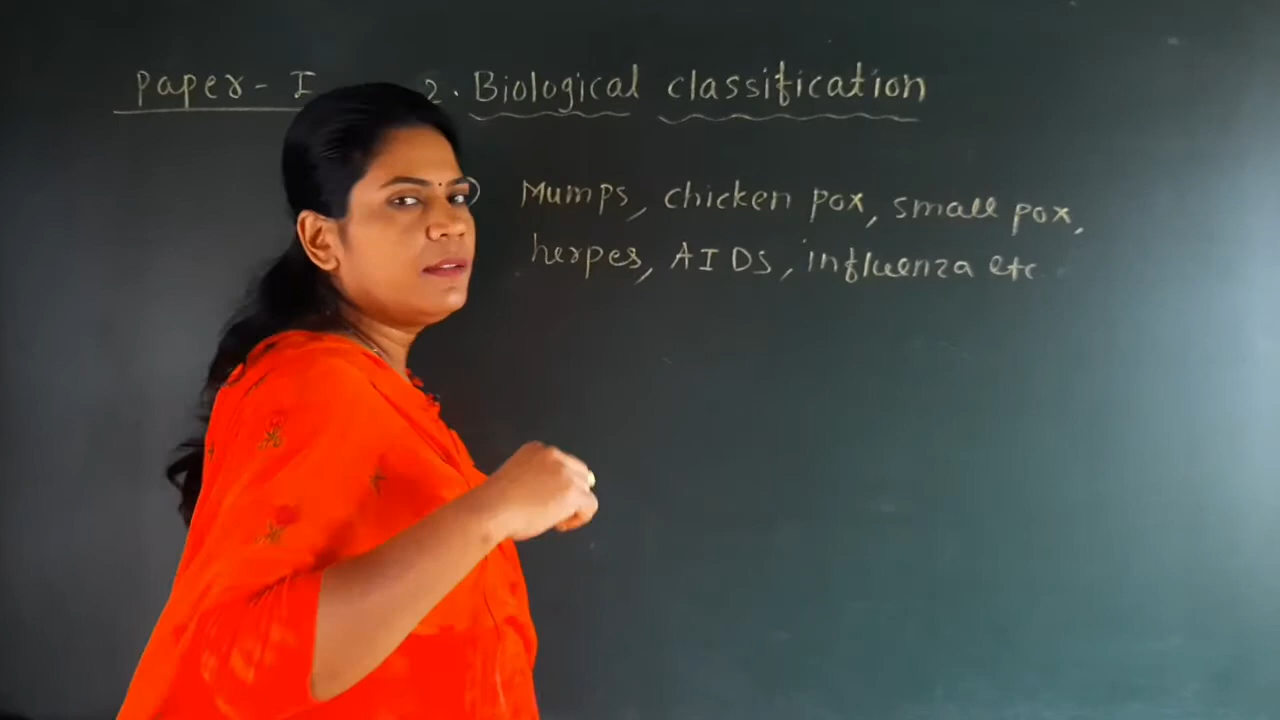 Paper - I 2. Biological classification
) Mumps, chicken pox, small pox,
herpes, AIDS, influenza etc